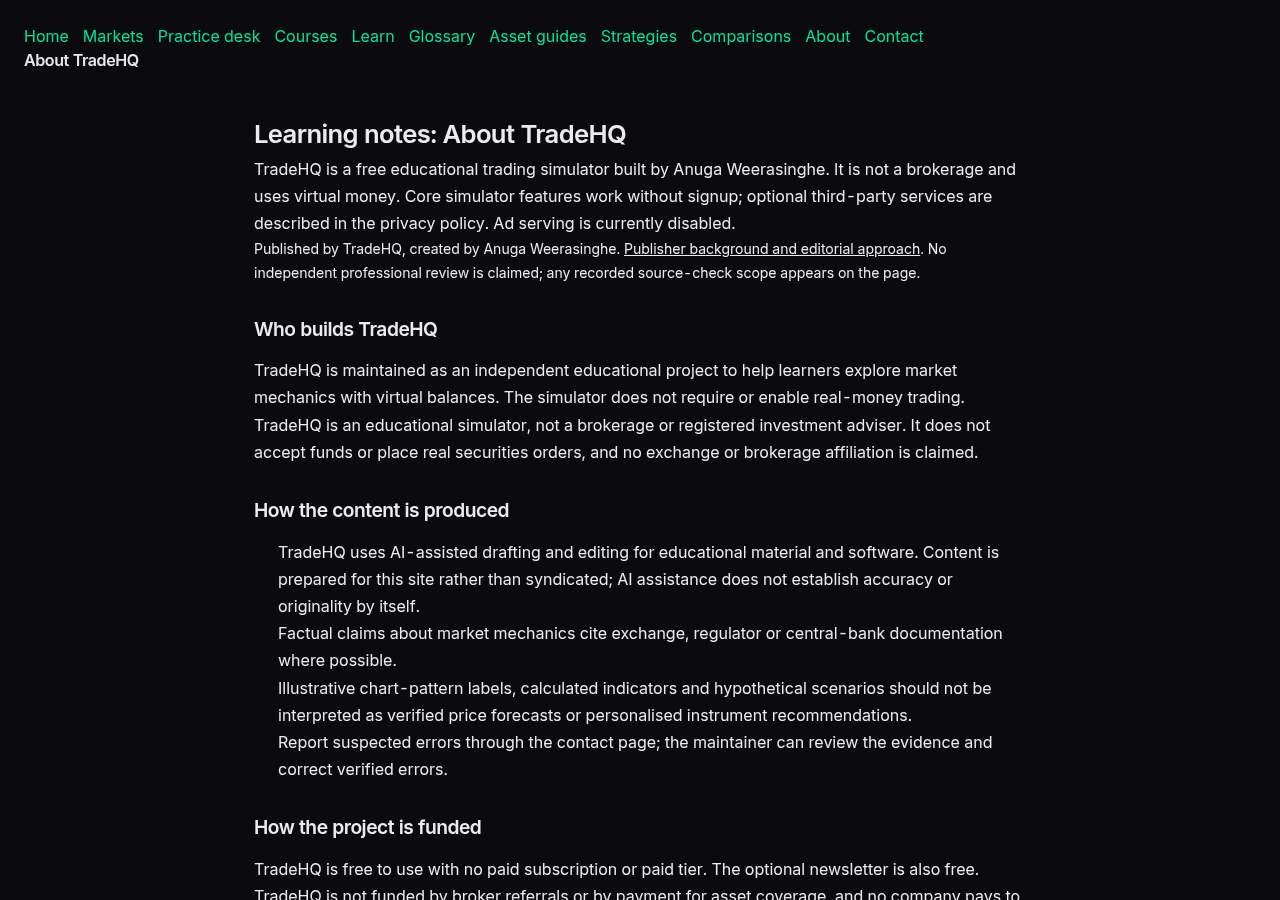 Home Markets Practice desk Courses Learn Glossary Asset guides Strategies Comparisons About Contact
About TradeHQ
Learning notes: About TradeHQ
TradeHQ is a free educational trading simulator built by Anuga Weerasinghe. It is not a brokerage and
uses virtual money. Core simulator features work without signup; optional third-party services are
described in the privacy policy. Ad serving is currently disabled.
Published by TradeHQ, created by Anuga Weerasinghe. Publisher background and editorial approach. No
independent professional review is claimed; any recorded source-check scope appears on the page.
Who builds TradeHQ
TradeHQ is maintained as an independent educational project to help learners explore market
mechanics with virtual balances. The simulator does not require or enable real-money trading.
TradeHQ is an educational simulator, not a brokerage or registered investment adviser. It does not
accept funds or place real securities orders, and no exchange or brokerage affiliation is claimed.
How the content is produced
TradeHQ uses AI-assisted drafting and editing for educational material and software. Content is
prepared for this site rather than syndicated; AI assistance does not establish accuracy or
originality by itself.
Factual claims about market mechanics cite exchange, regulator or central-bank documentation
where possible.
Illustrative chart-pattern labels, calculated indicators and hypothetical scenarios should not be
interpreted as verified price forecasts or personalised instrument recommendations.
Report suspected errors through the contact page; the maintainer can review the evidence and
correct verified errors.
How the project is funded
TradeHQ is free to use with no paid subscription or paid tier. The optional newsletter is also free.
TradeHQ is not funded by broker referrals or by payment for asset coverage, and no company pays to